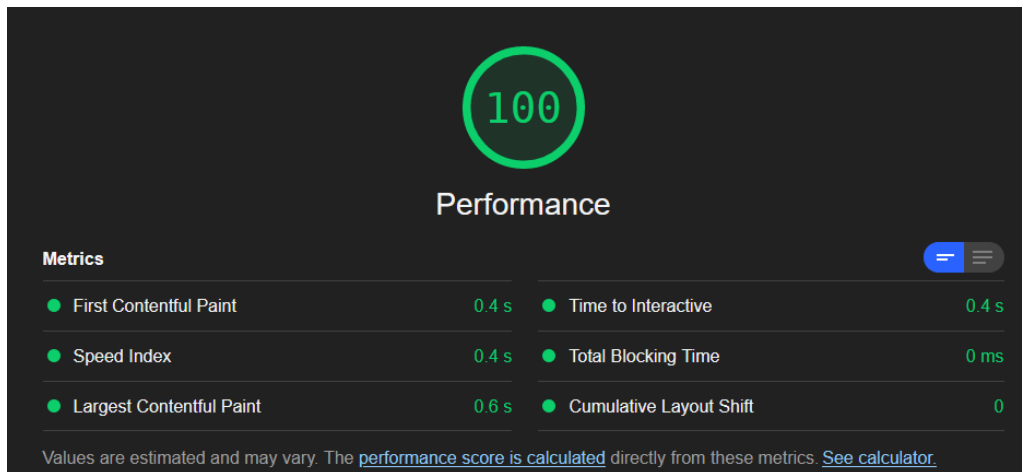 100
Performance
Metrics
First Contentful Paint 0.4 s
Time to Interactive 0.4 s
Speed Index 0.4 s
Total Blocking Time 0 ms
Largest Contentful Paint 0.6 s
Cumulative Layout Shift 0
Values are estimated and may vary. The performance score is calculated directly from these metrics. See calculator.